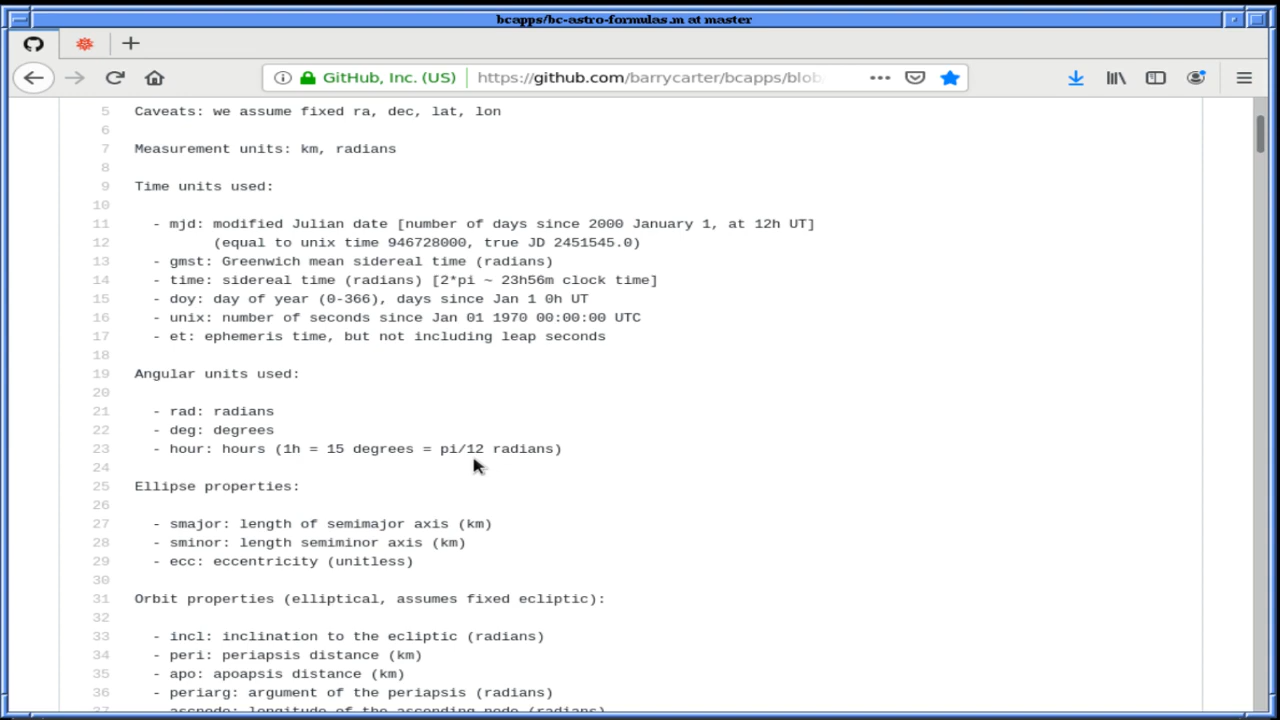 bcapps/bc-astro-formulas.m at master
GitHub, Inc. (US)
https://github.com/barrycarter/bcapps/blob
5 Caveats: we assume fixed ra, dec, lat, lon
6
7 Measurement units: km, radians
8
9 Time units used:
10
11 - mjd: modified Julian date [number of days since 2000 January 1, at 12h UT]
12 (equal to unix time 946728000, true JD 2451545.0)
13 - gmst: Greenwich mean sidereal time (radians)
14 - time: sidereal time (radians) [2*pi ~ 23h56m clock time]
15 - doy: day of year (0-366), days since Jan 1 0h UT
16 - unix: number of seconds since Jan 01 1970 00:00:00 UTC
17 - et: ephemeris time, but not including leap seconds
18
19 Angular units used:
20
21 - rad: radians
22 - deg: degrees
23 - hour: hours (1h = 15 degrees = pi/12 radians)
24
25 Ellipse properties:
26
27 - smajor: length of semimajor axis (km)
28 - sminor: length semiminor axis (km)
29 - ecc: eccentricity (unitless)
30
31 Orbit properties (elliptical, assumes fixed ecliptic):
32
33 - incl: inclination to the ecliptic (radians)
34 - peri: periapsis distance (km)
35 - apo: apoapsis distance (km)
36 - periarg: argument of the periapsis (radians)
37 - ascnode: longitude of the ascending node (radians)